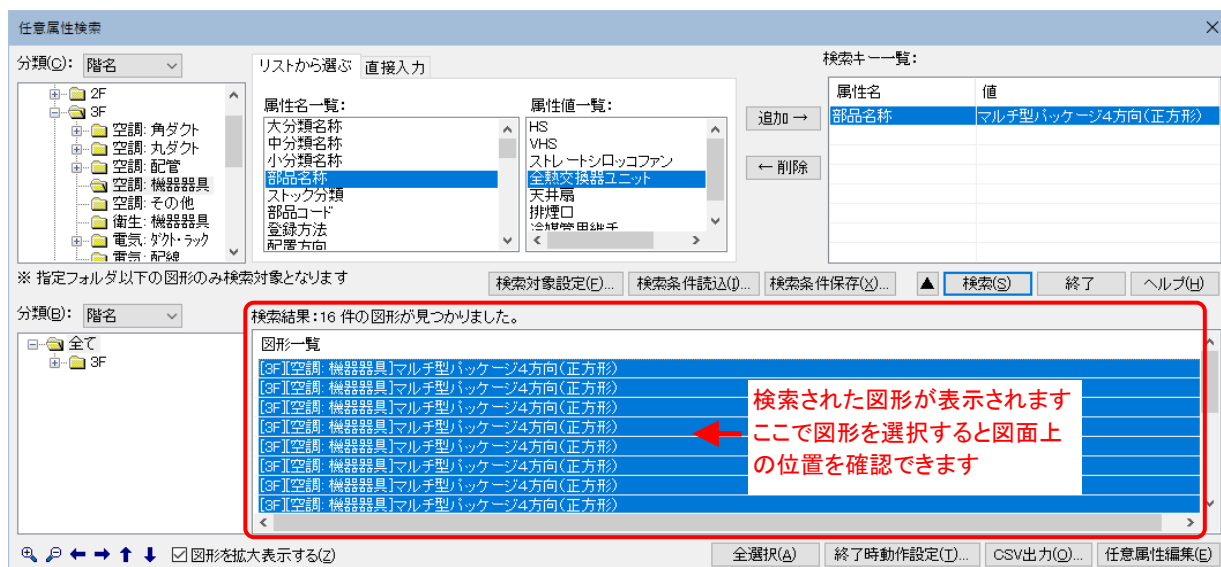 任意属性検索
分類(C): 階名
2F
3F
空調: 角ダクト
空調: 丸ダクト
空調: 配管
空調: 機器器具
空調: その他
衛生: 機器器具
電気: ダクト・ラック
電気: 配線
リストから選ぶ 直接入力
属性名一覧:
大分類名称
中分類名称
小分類名称
部品名称
ストック分類
部品コード
登録方法
配置方向
属性値一覧:
HS
VHS
ストレートシロッコファン
全熱交換器ユニット
天井扇
排煙口
冷媒管用継手
追加 →
← 削除
検索キー一覧:
属性名 値
部品名称 マルチ型パッケージ4方向(正方形)
※ 指定フォルダ以下の図形のみ検索対象となります
検索対象設定(F)... 検索条件読込(I)... 検索条件保存(X)... ▲ 検索(S) 終了 ヘルプ(H)
分類(B): 階名
全て
3F
検索結果:16 件の図形が見つかりました。
図形一覧
[3F][空調: 機器器具]マルチ型パッケージ4方向(正方形)
[3F][空調: 機器器具]マルチ型パッケージ4方向(正方形)
[3F][空調: 機器器具]マルチ型パッケージ4方向(正方形)
[3F][空調: 機器器具]マルチ型パッケージ4方向(正方形)
[3F][空調: 機器器具]マルチ型パッケージ4方向(正方形)
[3F][空調: 機器器具]マルチ型パッケージ4方向(正方形)
[3F][空調: 機器器具]マルチ型パッケージ4方向(正方形)
[3F][空調: 機器器具]マルチ型パッケージ4方向(正方形)
検索された図形が表示されます
ここで図形を選択すると図面上
の位置を確認できます
図形を拡大表示する(Z)
全選択(A) 終了時動作設定(T)... CSV出力(O)... 任意属性編集(E)